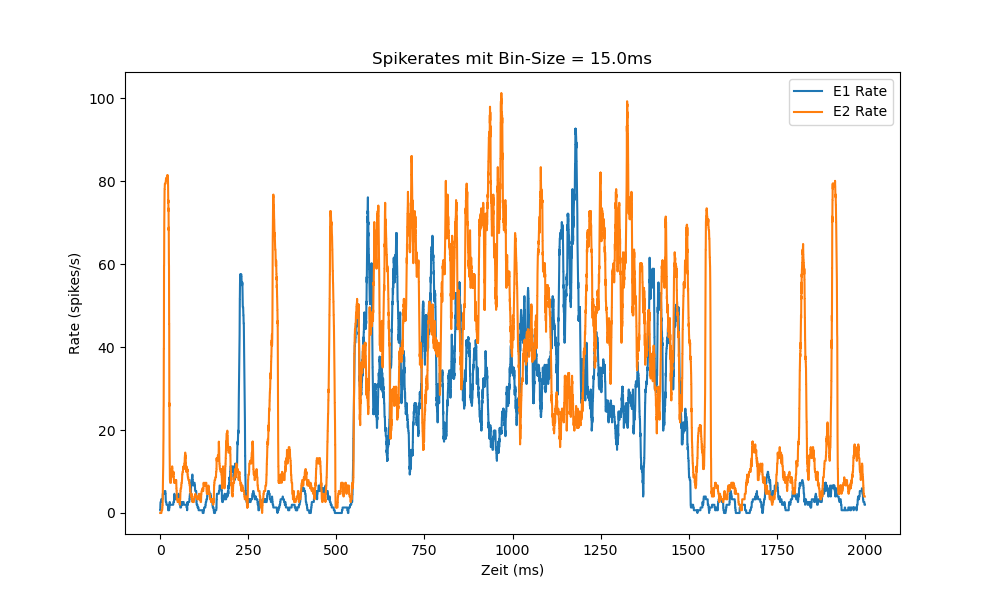 Spikerates mit Bin-Size = 15.0ms
E1 Rate
E2 Rate
Rate (spikes/s)
100
80
60
40
20
0
0 250 500 750 1000 1250 1500 1750 2000
Zeit (ms)